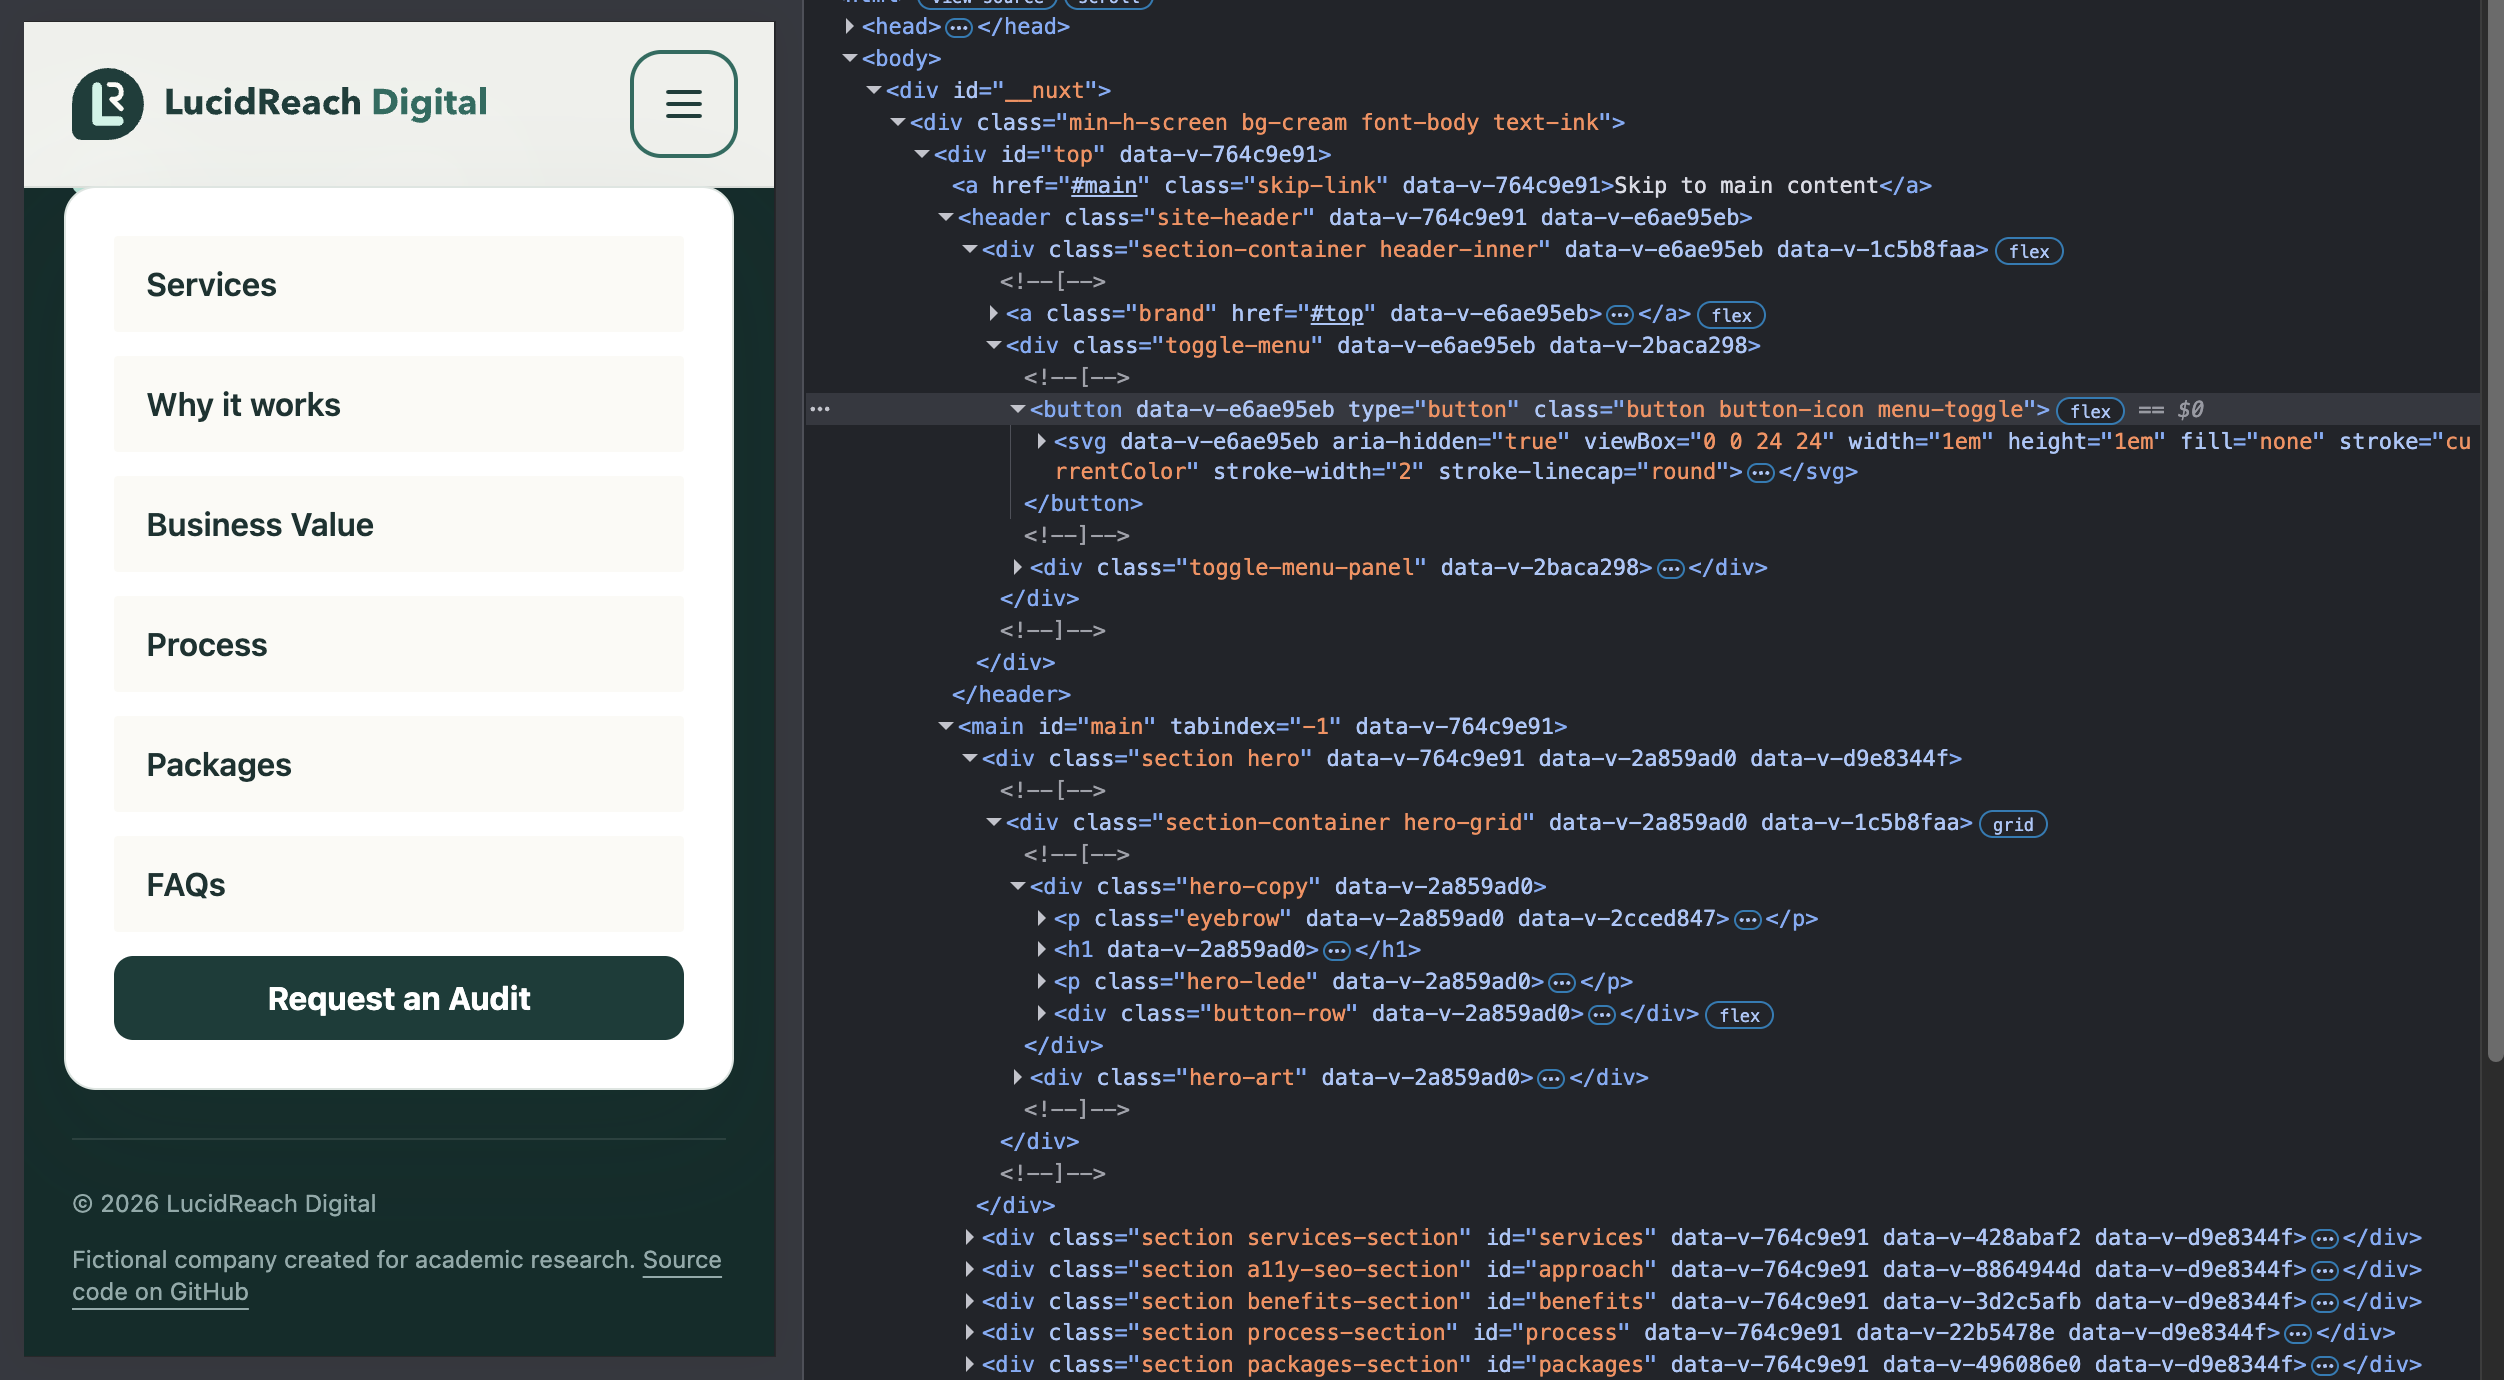 LucidReach Digital
Services
Why it works
Business Value
Process
Packages
FAQs
Request an Audit
© 2026 LucidReach Digital
Fictional company created for academic research. Source
code on GitHub
<head>…</head>
<body>
<div id="__nuxt">
<div class="min-h-screen bg-cream font-body text-ink">
<div id="top" data-v-764c9e91>
<a href="#main" class="skip-link" data-v-764c9e91>Skip to main content</a>
<header class="site-header" data-v-764c9e91 data-v-e6ae95eb>
<div class="section-container header-inner" data-v-e6ae95eb data-v-1c5b8faa> flex
<!--[-->
<a class="brand" href="#top" data-v-e6ae95eb>…</a> flex
<div class="toggle-menu" data-v-e6ae95eb data-v-2baca298>
<!--[-->
… <button data-v-e6ae95eb type="button" class="button button-icon menu-toggle"> flex == $0
<svg data-v-e6ae95eb aria-hidden="true" viewBox="0 0 24 24" width="1em" height="1em" fill="none" stroke="cu
rrentColor" stroke-width="2" stroke-linecap="round">…</svg>
</button>
<!--]-->
<div class="toggle-menu-panel" data-v-2baca298>…</div>
</div>
<!--]-->
</div>
</header>
<main id="main" tabindex="-1" data-v-764c9e91>
<div class="section hero" data-v-764c9e91 data-v-2a859ad0 data-v-d9e8344f>
<!--[-->
<div class="section-container hero-grid" data-v-2a859ad0 data-v-1c5b8faa> grid
<!--[-->
<div class="hero-copy" data-v-2a859ad0>
<p class="eyebrow" data-v-2a859ad0 data-v-2cced847>…</p>
<h1 data-v-2a859ad0>…</h1>
<p class="hero-lede" data-v-2a859ad0>…</p>
<div class="button-row" data-v-2a859ad0>…</div> flex
</div>
<div class="hero-art" data-v-2a859ad0>…</div>
<!--]-->
</div>
<!--]-->
</div>
<div class="section services-section" id="services" data-v-764c9e91 data-v-428abaf2 data-v-d9e8344f>…</div>
<div class="section a11y-seo-section" id="approach" data-v-764c9e91 data-v-8864944d data-v-d9e8344f>…</div>
<div class="section benefits-section" id="benefits" data-v-764c9e91 data-v-3d2c5afb data-v-d9e8344f>…</div>
<div class="section process-section" id="process" data-v-764c9e91 data-v-22b5478e data-v-d9e8344f>…</div>
<div class="section packages-section" id="packages" data-v-764c9e91 data-v-496086e0 data-v-d9e8344f>…</div>